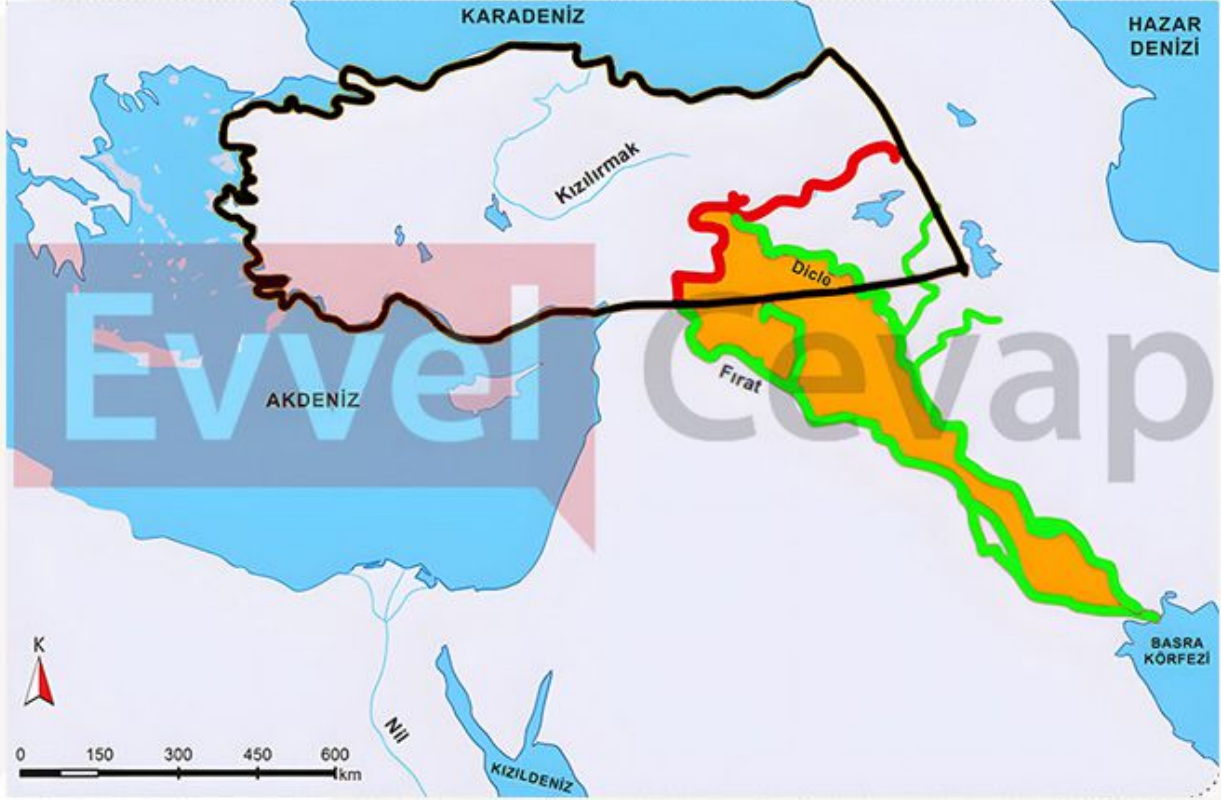 KARADENİZ
HAZAR
DENİZİ
Kızılırmak
Diclo
Evvel Cevap
Fırat
AKDENİZ
K
BASRA
KÖRFEZİ
Nil
0 150 300 450 600
km
KIZILDENİZ